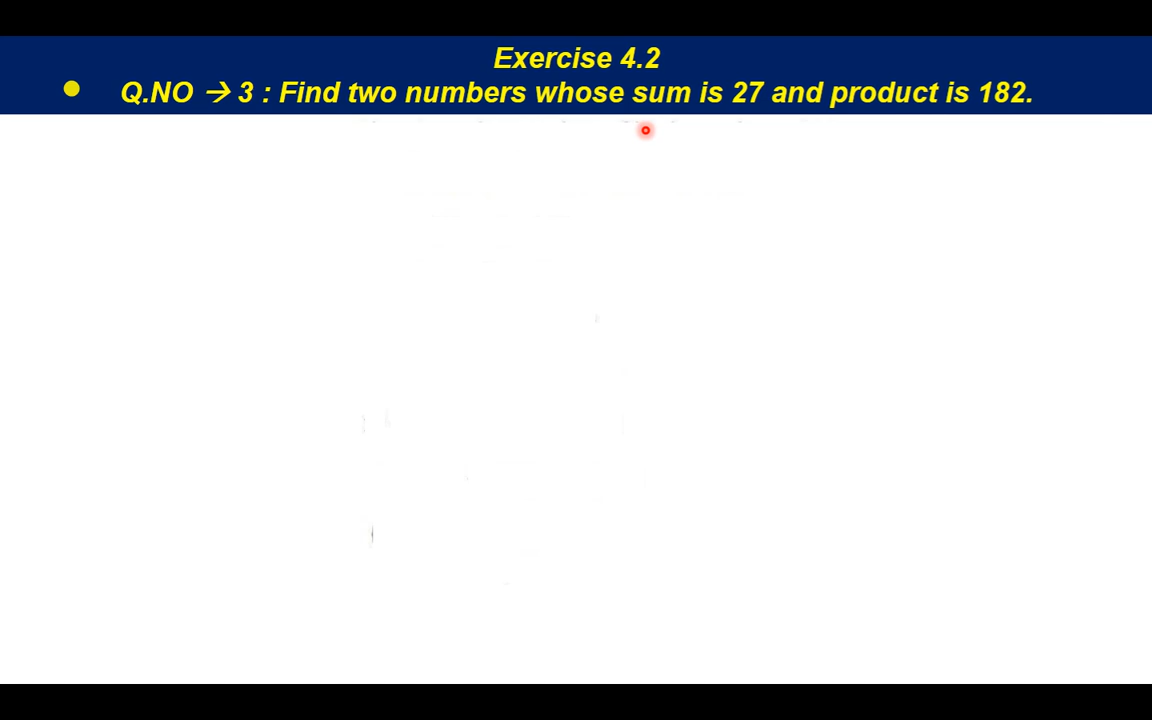 Exercise 4.2
● Q.NO → 3 : Find two numbers whose sum is 27 and product is 182.